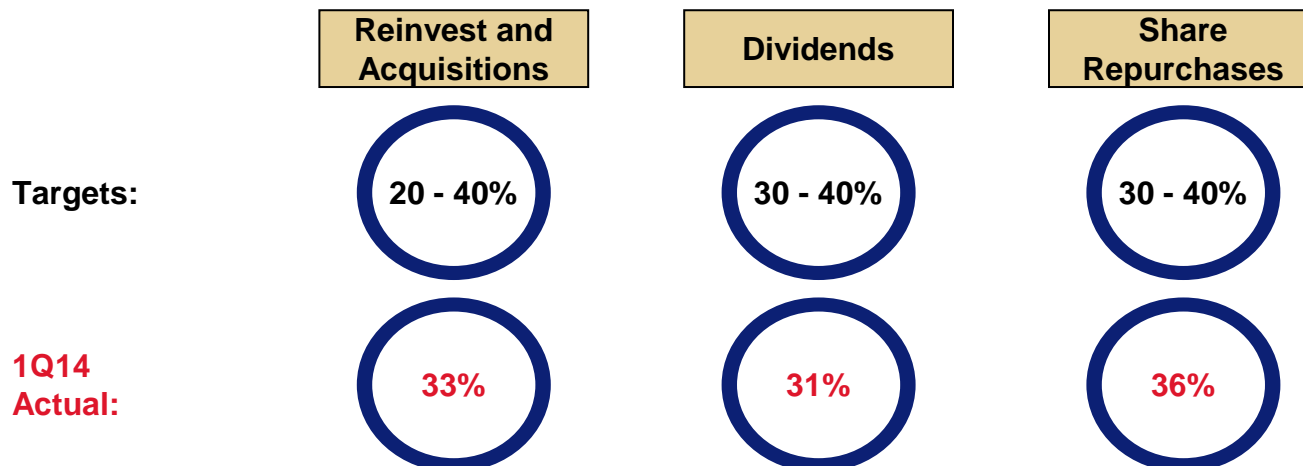 Reinvest and
Acquisitions
Dividends
Share
Repurchases
Targets:
20 - 40%
30 - 40%
30 - 40%
1Q14
Actual:
33%
31%
36%